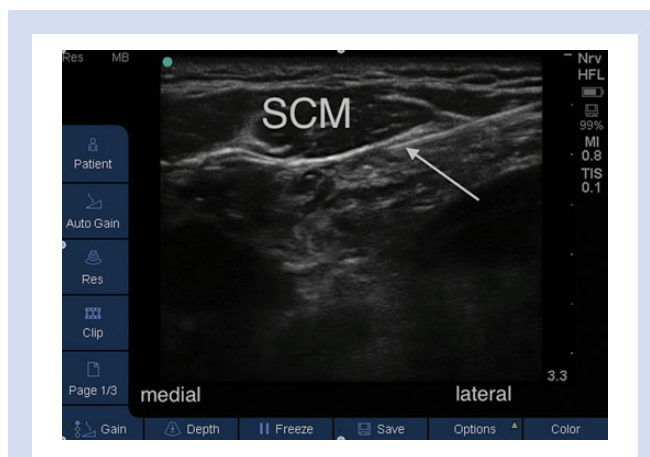 Res MB
Nrv
HFL
99%
MI
0.8
TIS
0.1
SCM
Patient
Auto Gain
Res
Clip
Page 1/3
3.3
medial
lateral
Gain
Depth
Freeze
Save
Options
Color